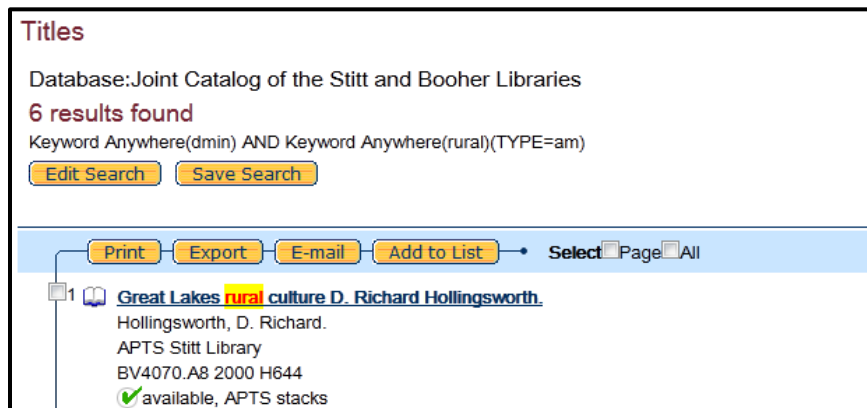 Titles
Database:Joint Catalog of the Stitt and Booher Libraries
6 results found
Keyword Anywhere(dmin) AND Keyword Anywhere(rural)(TYPE=am)
Edit Search Save Search
Print Export E-mail Add to List Select Page All
1 Great Lakes rural culture D. Richard Hollingsworth.
Hollingsworth, D. Richard.
APTS Stitt Library
BV4070.A8 2000 H644
available, APTS stacks